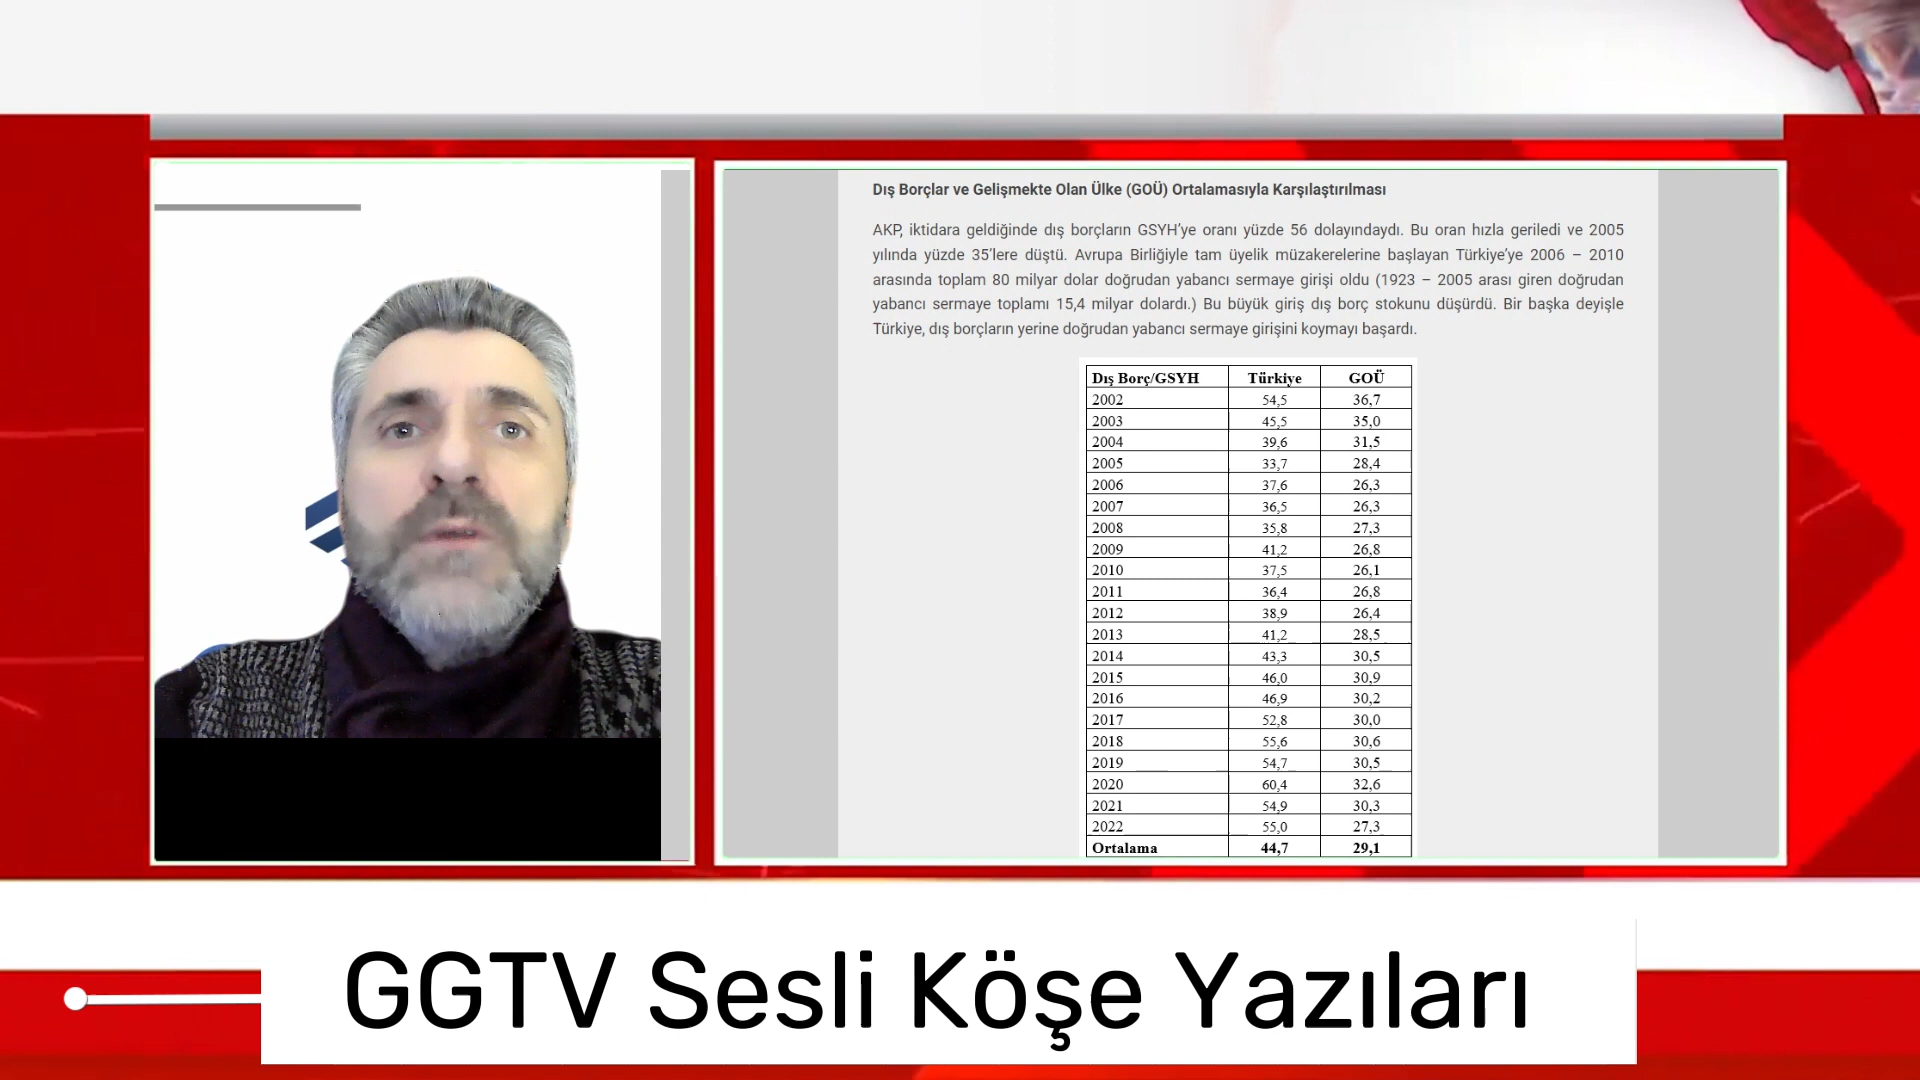 Dış Borçlar ve Gelişmekte Olan Ülke (GOÜ) Ortalamasıyla Karşılaştırılması
AKP, iktidara geldiğinde dış borçların GSYH’ye oranı yüzde 56 dolayındaydı. Bu oran hızla geriledi ve 2005
yılında yüzde 35’lere düştü. Avrupa Birliğiyle tam üyelik müzakerelerine başlayan Türkiye’ye 2006 – 2010
arasında toplam 80 milyar dolar doğrudan yabancı sermaye girişi oldu (1923 – 2005 arası giren doğrudan
yabancı sermaye toplamı 15,4 milyar dolardı.) Bu büyük giriş dış borç stokunu düşürdü. Bir başka deyişle
Türkiye, dış borçların yerine doğrudan yabancı sermaye girişini koymayı başardı.
Dış Borç/GSYH Türkiye GOÜ
2002 54,5 36,7
2003 45,5 35,0
2004 39,6 31,5
2005 33,7 28,4
2006 37,6 26,3
2007 36,5 26,3
2008 35,8 27,3
2009 41,2 26,8
2010 37,5 26,1
2011 36,4 26,8
2012 38,9 26,4
2013 41,2 28,5
2014 43,3 30,5
2015 46,0 30,9
2016 46,9 30,2
2017 52,8 30,0
2018 55,6 30,6
2019 54,7 30,5
2020 60,4 32,6
2021 54,9 30,3
2022 55,0 27,3
Ortalama 44,7 29,1
GGTV Sesli Köşe Yazıları